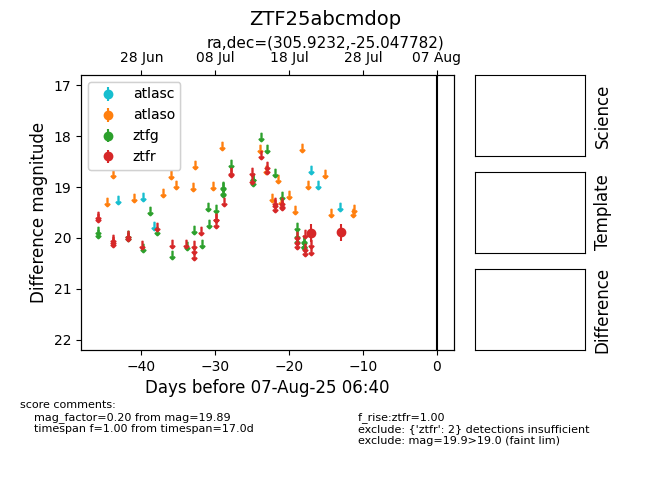 ZTF25abcmdop
ra,dec=(305.9232,-25.047782)
28 Jun 08 Jul 18 Jul 28 Jul 07 Aug
17
18
19
20
21
22
Difference magnitude
atlasc
atlaso
ztfg
ztfr
−40 −30 −20 −10 0
Days before 07-Aug-25 06:40
Science
Template
Difference
score comments:
mag_factor=0.20 from mag=19.89
timespan f=1.00 from timespan=17.0d
f_rise:ztfr=1.00
exclude: {'ztfr': 2} detections insufficient
exclude: mag=19.9>19.0 (faint lim)